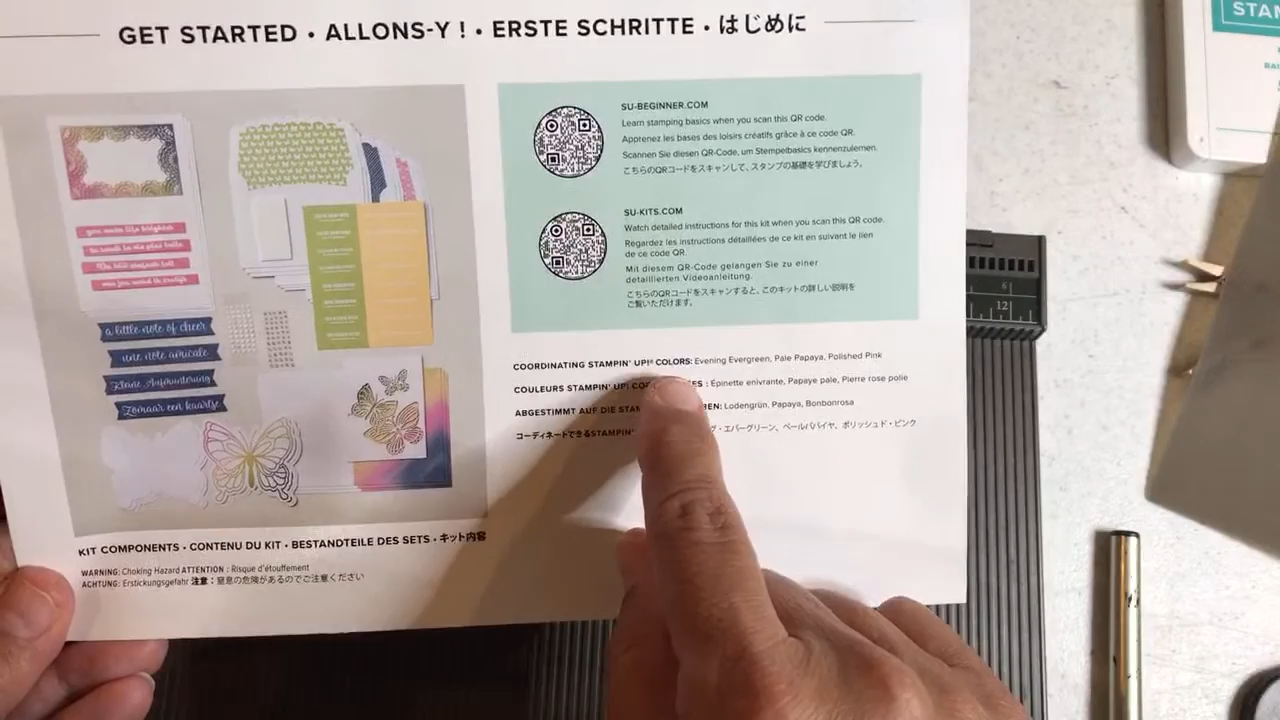 GET STARTED • ALLONS-Y ! • ERSTE SCHRITTE • はじめに
STAN
SU-BEGINNER.COM
Learn stamping basics when you scan this QR code.
Apprenez les bases des loisirs créatifs grâce à ce code QR.
Scannen Sie diesen QR-Code, um Stempelbasics kennenzulernen.
こちらのQRコードをスキャンして、スタンプの基礎を学びましょう。
SU-KITS.COM
Watch detailed instructions for this kit when you scan this QR code.
Regardez les instructions détaillées de ce kit en suivant le lien
de ce code QR.
Mit diesem QR-Code gelangen Sie zu einer
detaillierten Videoanleitung.
こちらのQRコードをスキャンすると、このキットの詳しい説明を
ご覧いただけます。
a little note of cheer
une note amicale
Kleine Aufmunterung
COORDINATING STAMPIN' UP!® COLORS: Evening Evergreen, Pale Papaya, Polished Pink
COULEURS STAMPIN' UP! : Épinette enivrante, Papaye pale, Pierre rose polie
ABGESTIMMT AUF DIE Lodengrün, Papaya, Bonbonrosa
コーディネートできるSTAMPIN' エバーグリーン、ペールパパイヤ、ポリッシュド・ピンク
6
12
KIT COMPONENTS • CONTENU DU KIT • BESTANDTEILE DES SETS • キット内容
WARNING: Choking Hazard ATTENTION : Risque d'étouffement
ACHTUNG: Erstickungsgefahr 注意：窒息の危険があるのでご注意ください